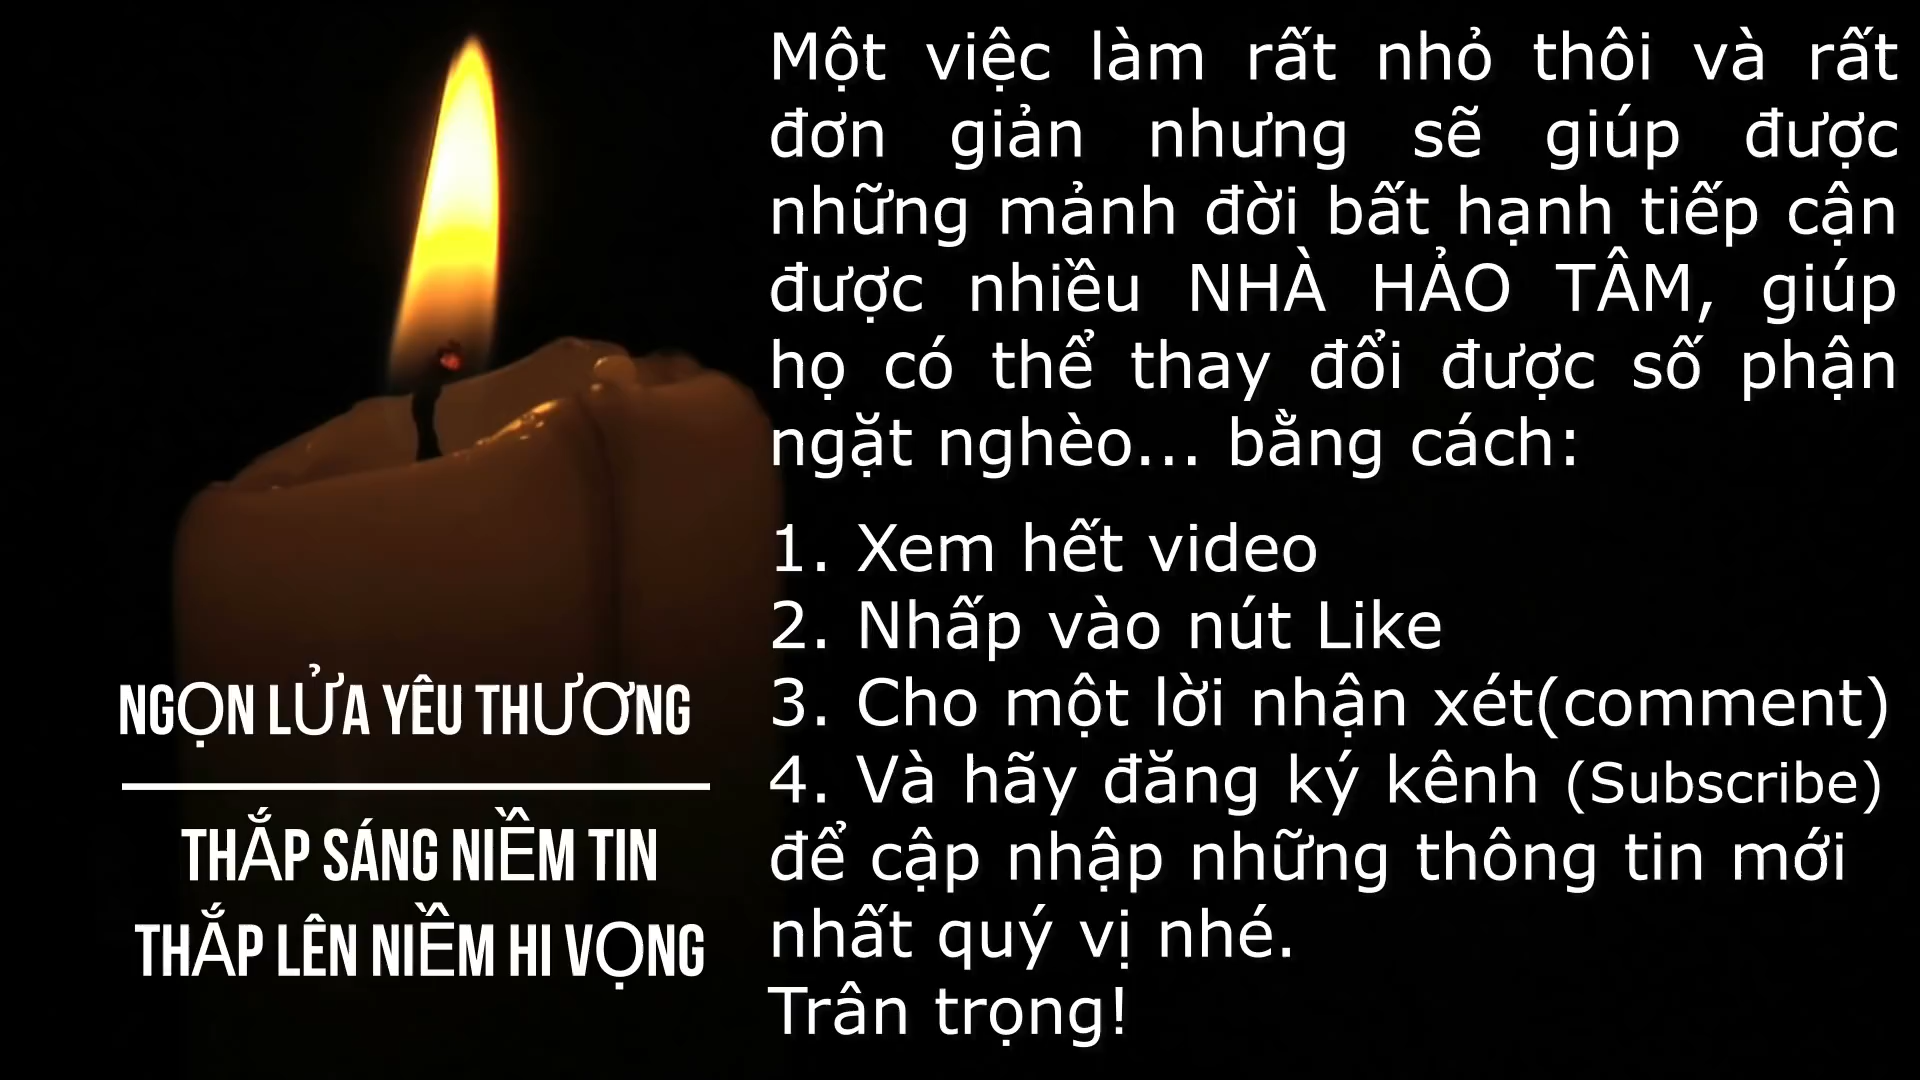 Một việc làm rất nhỏ thôi và rất
đơn giản nhưng sẽ giúp được
những mảnh đời bất hạnh tiếp cận
được nhiều NHÀ HẢO TÂM, giúp
họ có thể thay đổi được số phận
ngặt nghèo... bằng cách:
1. Xem hết video
2. Nhấp vào nút Like
3. Cho một lời nhận xét(comment)
4. Và hãy đăng ký kênh (Subscribe)
để cập nhập những thông tin mới
nhất quý vị nhé.
Trân trọng!
NGỌN LỬA YÊU THƯƠNG
THẮP SÁNG NIỀM TIN
THẮP LÊN NIỀM HI VỌNG